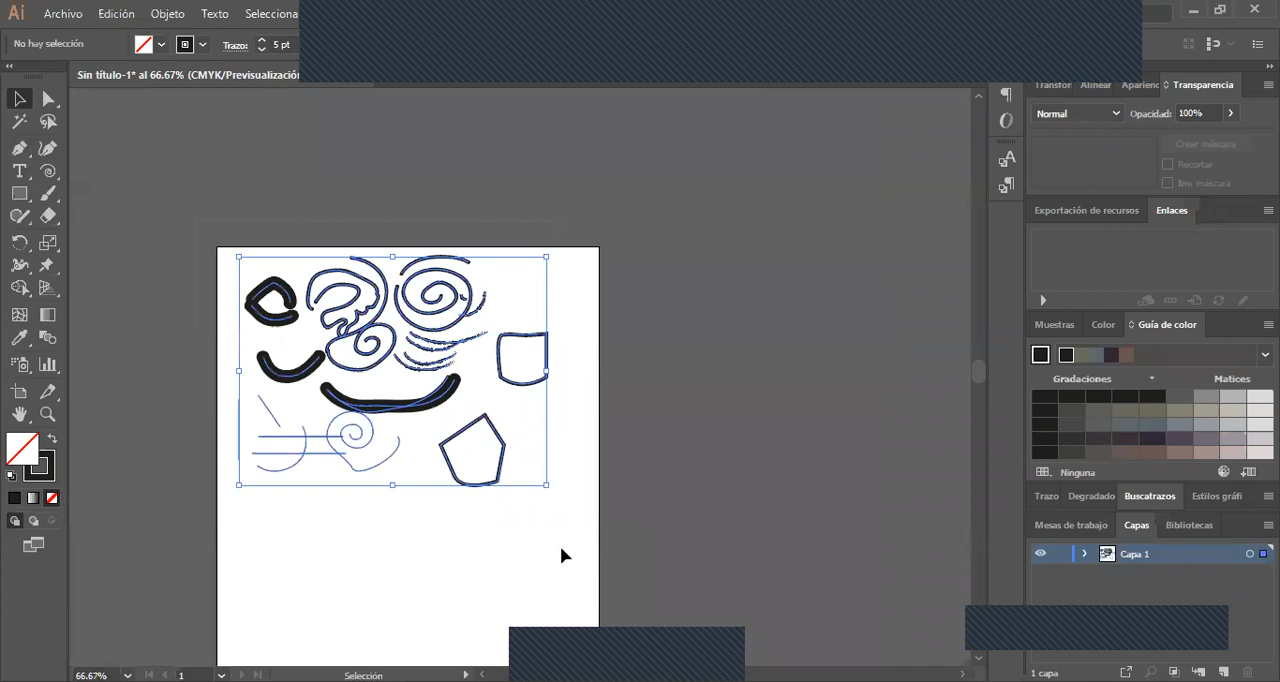 Ai Archivo Edición Objeto Texto Selecciona
No hay selección Trazo: 5 pt
Sin título-1* al 66.67% (CMYK/Previsualización
Transfor Alinear Aparienc Transparencia
Normal Opacidad: 100%
Crear máscara
Recortar
Inv. máscara
Exportación de recursos Enlaces
Muestras Color Guía de color
Gradaciones Matices
Ninguna
Trazo Degradado Buscatrazos Estilos gráfi
Mesas de trabajo Capas Bibliotecas
Capa 1
66.67% 1 Selección 1 capa